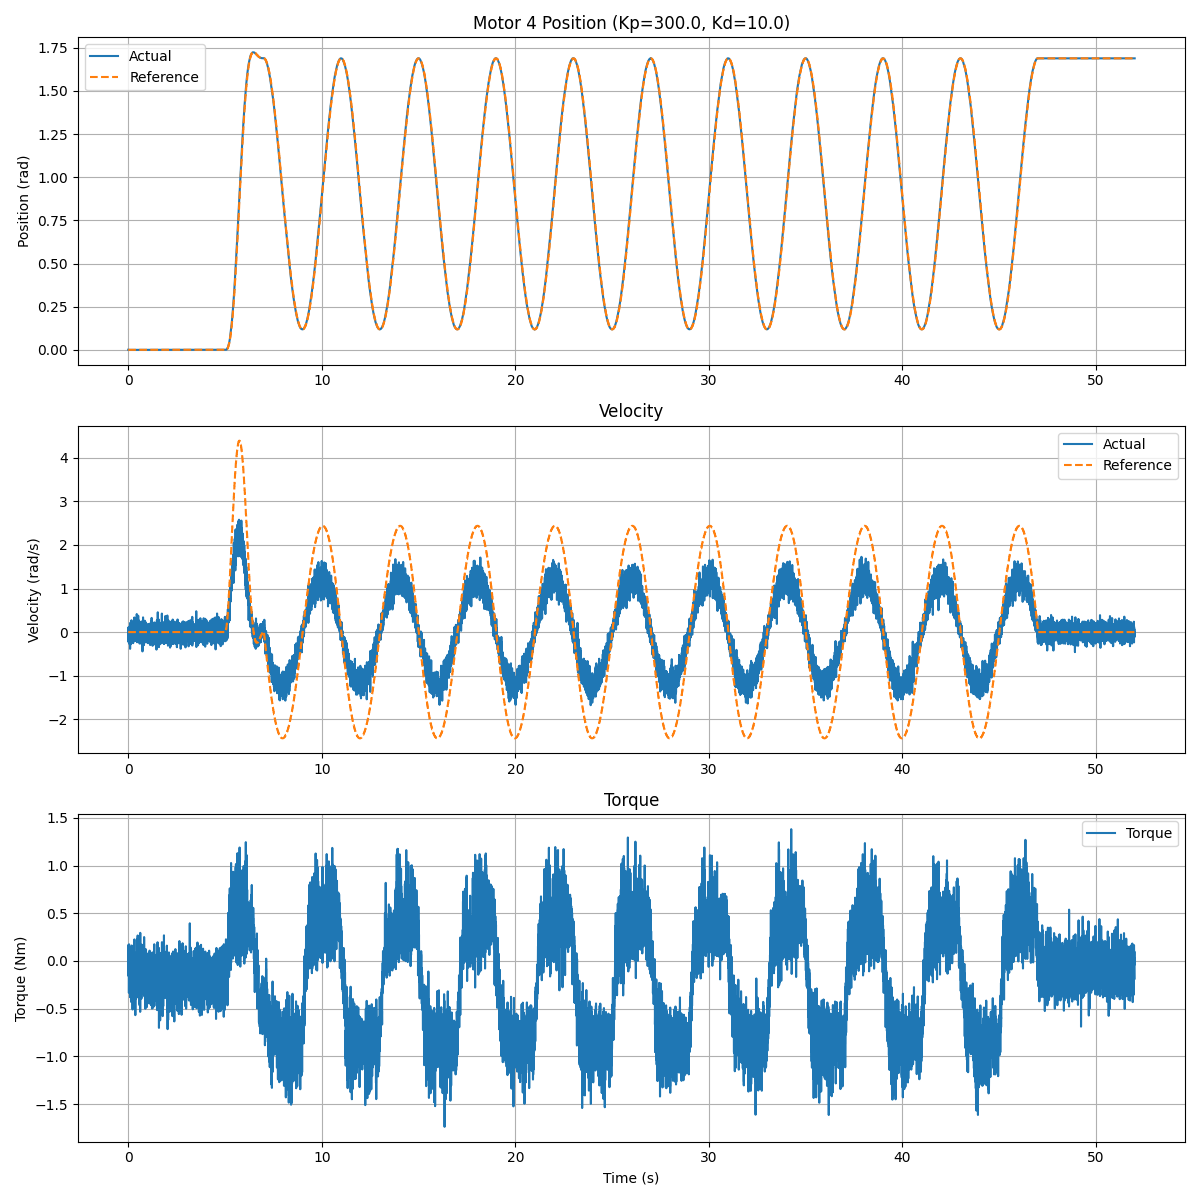 Motor 4 Position (Kp=300.0, Kd=10.0)
Actual
Reference
Position (rad)
1.75
1.50
1.25
1.00
0.75
0.50
0.25
0.00
0 10 20 30 40 50
Velocity
Actual
Reference
Velocity (rad/s)
4
3
2
1
0
−1
−2
0 10 20 30 40 50
Torque
Torque
Torque (Nm)
1.5
1.0
0.5
0.0
−0.5
−1.0
−1.5
0 10 20 30 40 50
Time (s)